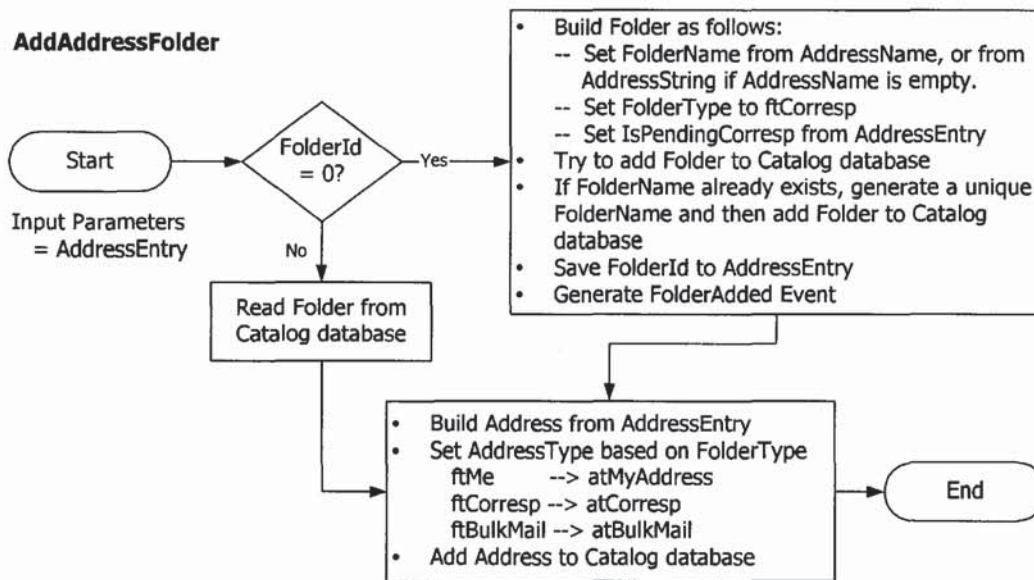 AddAddressFolder
Start
Input Parameters
= AddressEntry
FolderId
= 0?
Yes
No
• Build Folder as follows:
-- Set FolderName from AddressName, or from
AddressString if AddressName is empty.
-- Set FolderType to ftCorresp
-- Set IsPendingCorresp from AddressEntry
• Try to add Folder to Catalog database
• If FolderName already exists, generate a unique
FolderName and then add Folder to Catalog
database
• Save FolderId to AddressEntry
• Generate FolderAdded Event
Read Folder from
Catalog database
• Build Address from AddressEntry
• Set AddressType based on FolderType
ftMe --> atMyAddress
ftCorresp --> atCorresp
ftBulkMail --> atBulkMail
• Add Address to Catalog database
End